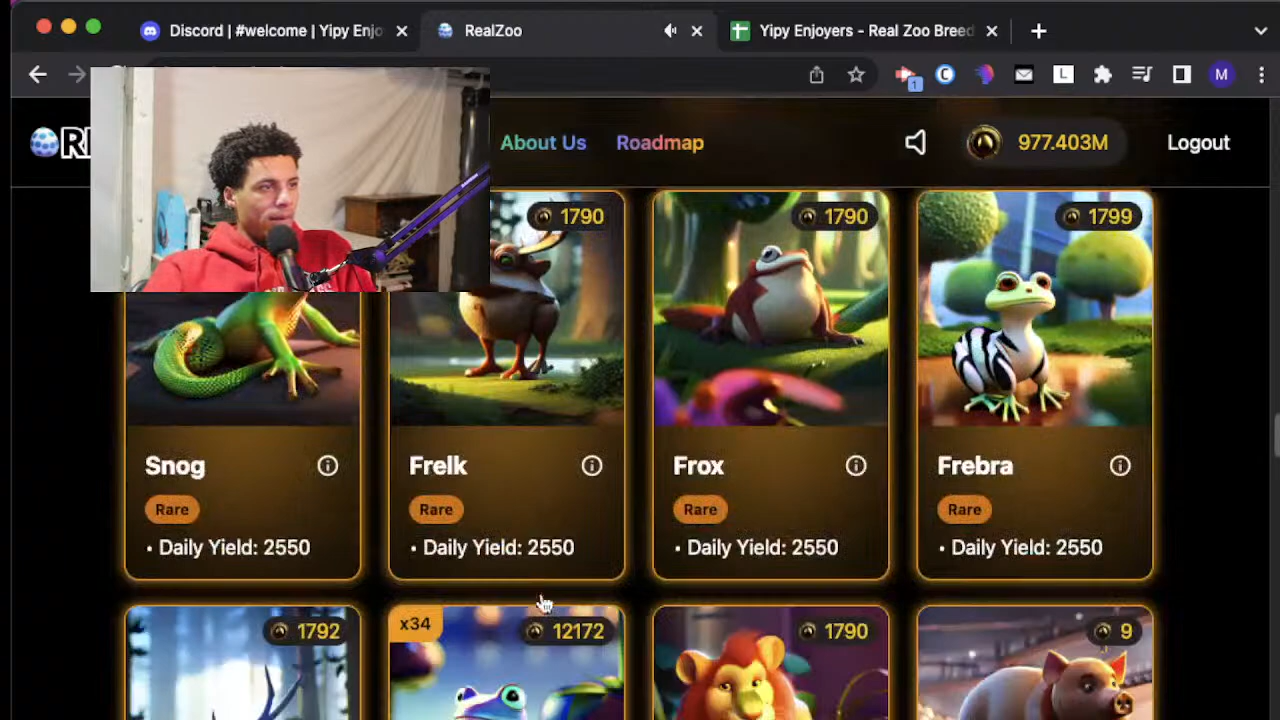 Discord | #welcome | Yipy Enjo
RealZoo
Yipy Enjoyers - Real Zoo Breed
1
C
L
M
About Us
Roadmap
977.403M
Logout
1790
1790
1799
Snog
Frelk
Frox
Frebra
Rare
Rare
Rare
Rare
• Daily Yield: 2550
• Daily Yield: 2550
• Daily Yield: 2550
• Daily Yield: 2550
1792
x34
12172
1790
9